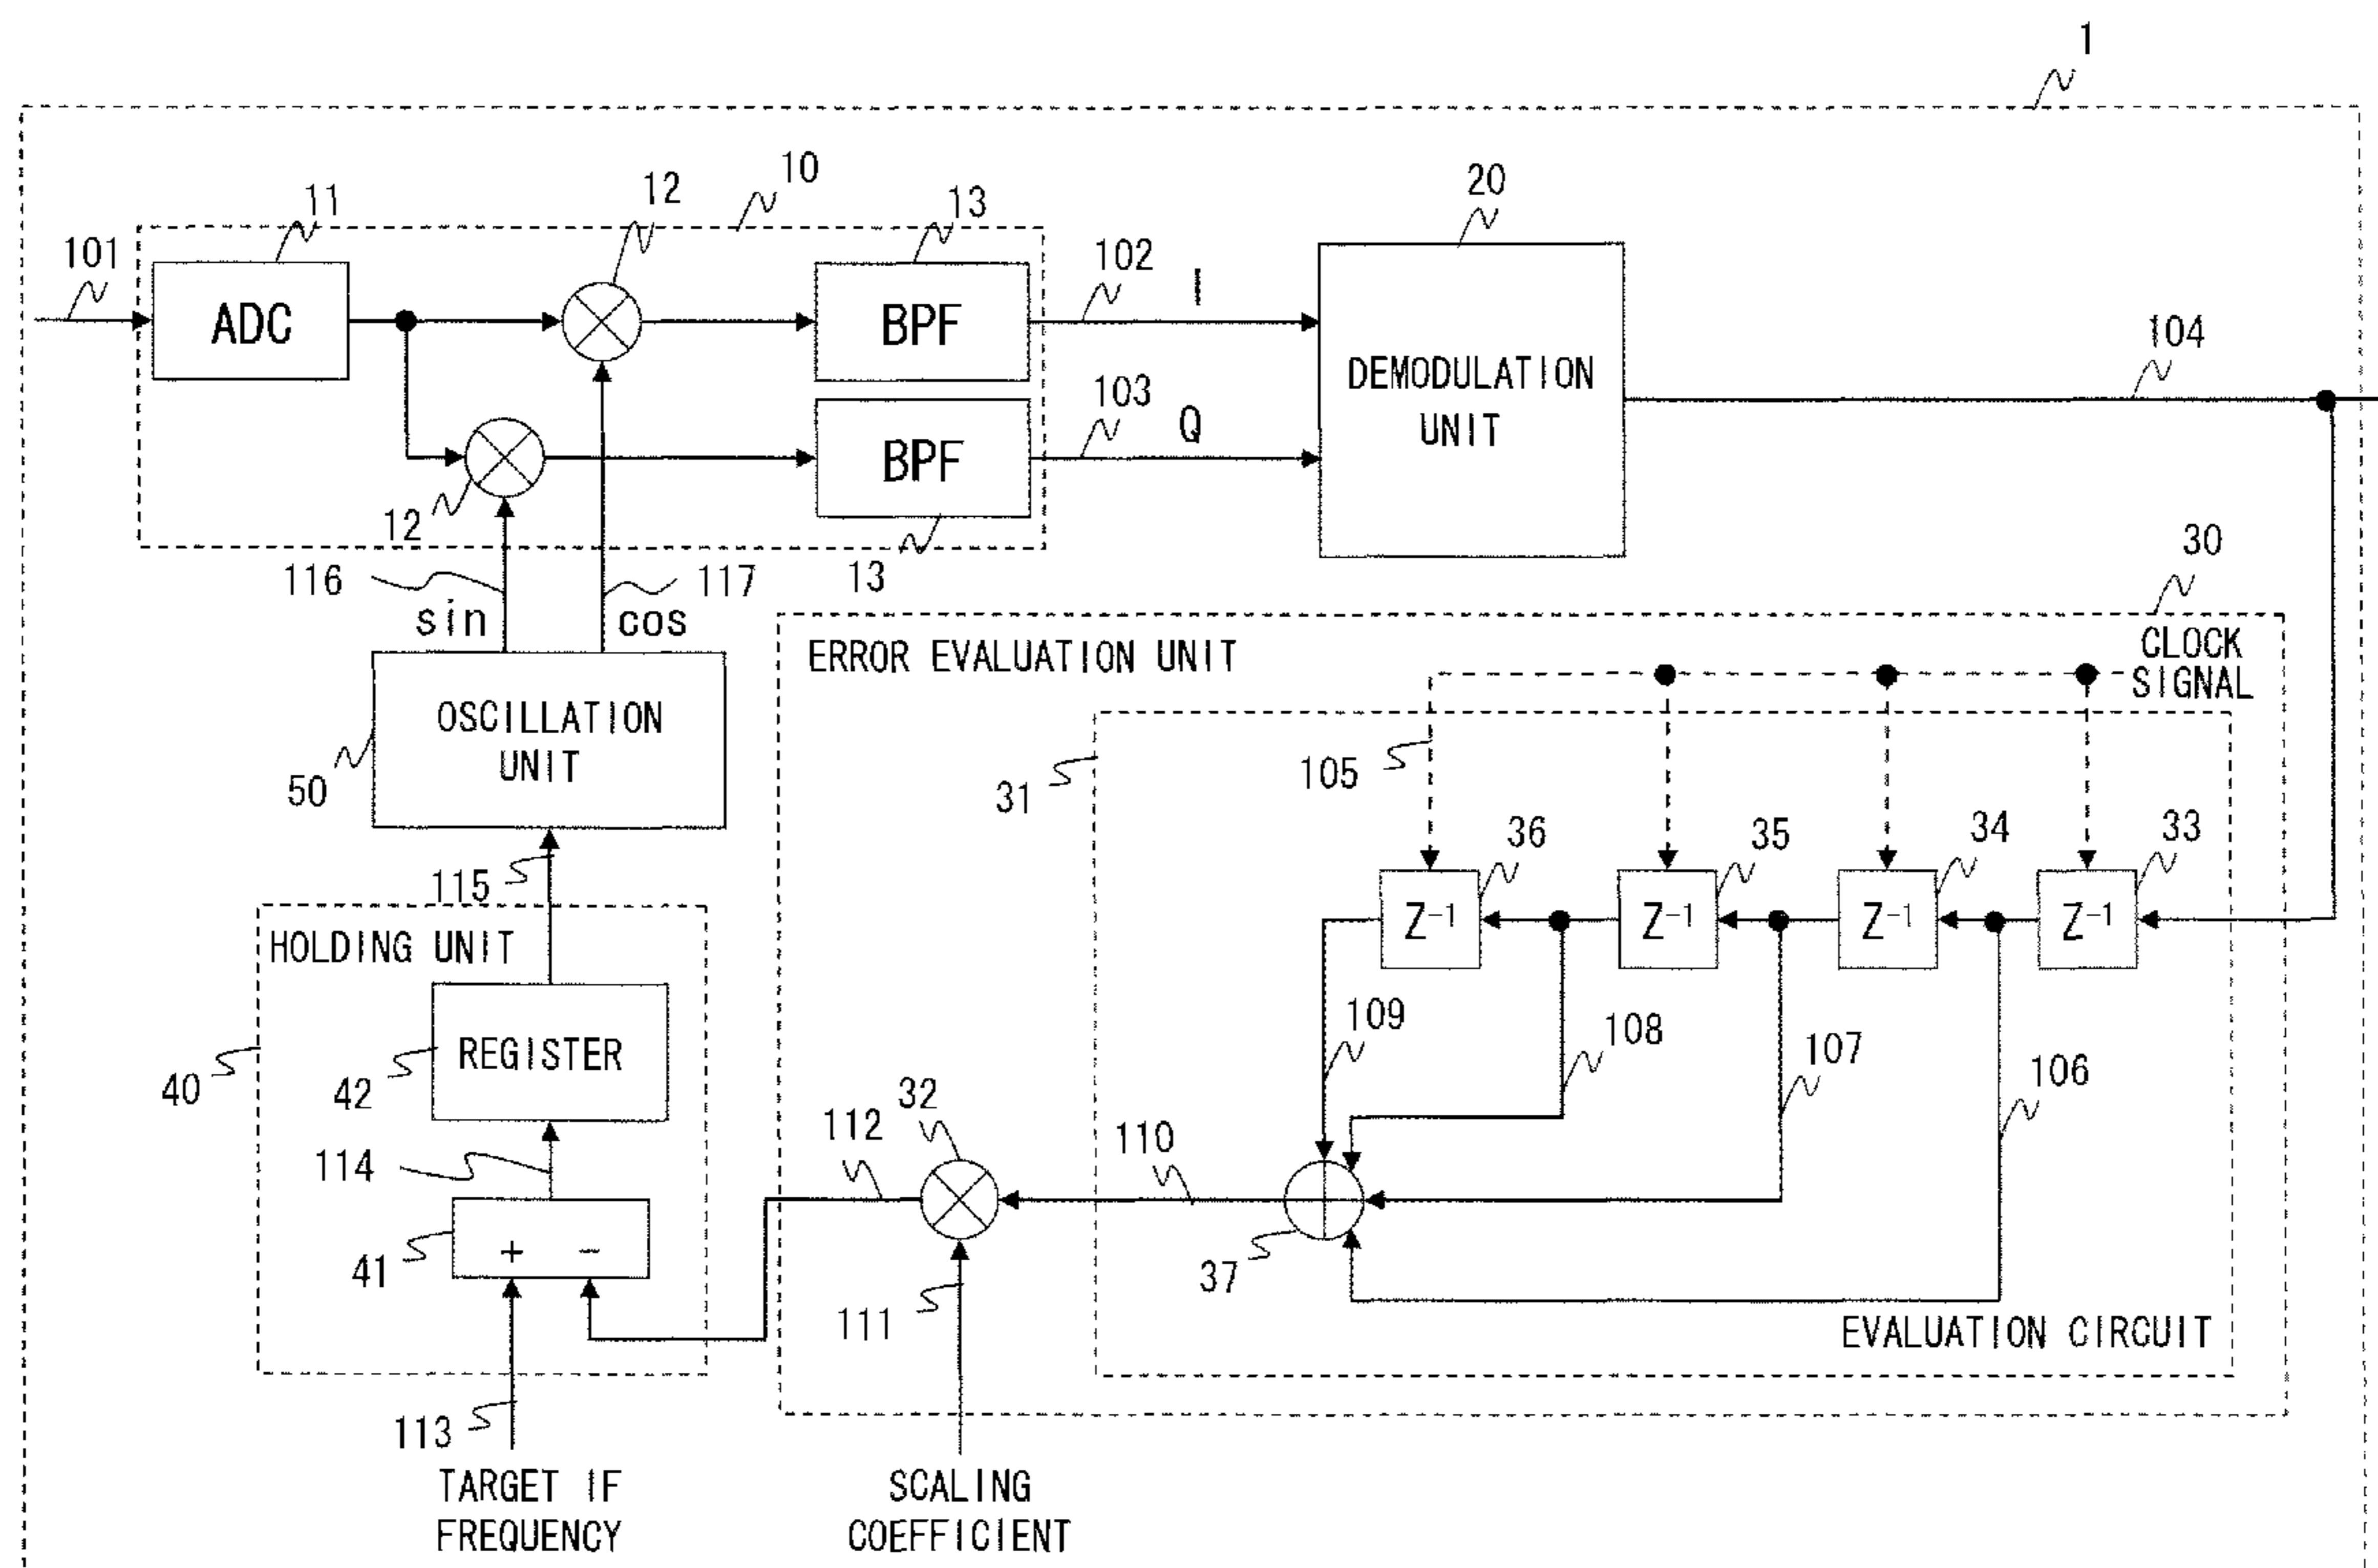 1
10
11
12
13
20
101
ADC
BPF
102
I
DEMODULATION
UNIT
104
103
Q
BPF
12
13
116
117
sin
cos
30
ERROR EVALUATION UNIT
CLOCK
SIGNAL
OSCILLATION
UNIT
50
31
105
36
35
34
33
115
Z-1
Z-1
Z-1
Z-1
HOLDING UNIT
REGISTER
40
42
109
108
107
106
32
112
110
114
+ -
41
37
111
EVALUATION CIRCUIT
113
TARGET IF
FREQUENCY
SCALING
COEFFICIENT